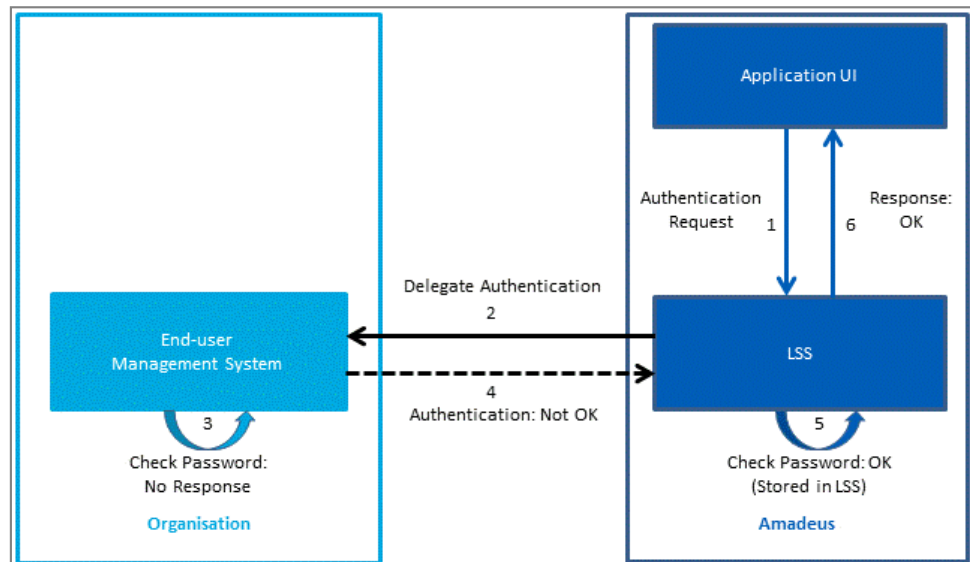 Application UI
Authentication
Request
1
6
Response:
OK
Delegate Authentication
2
End-user
Management System
LSS
4
Authentication: Not OK
3
Check Password:
No Response
5
Check Password: OK
(Stored in LSS)
Organisation
Amadeus